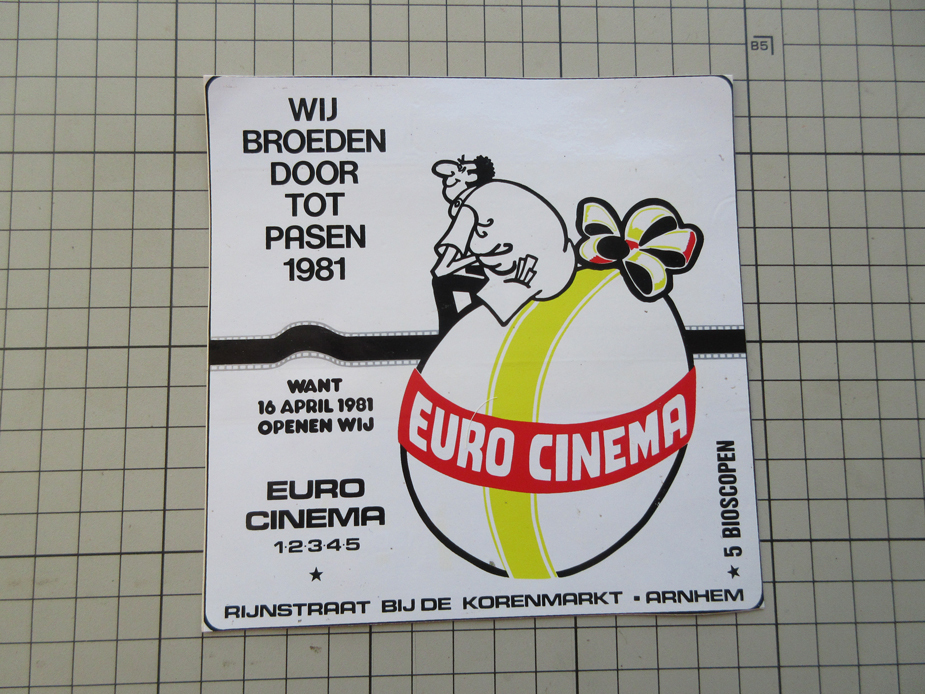 B5
WIJ
BROEDEN
DOOR
TOT
PASEN
1981
WANT
16 APRIL 1981
OPENEN WIJ
EURO
CINEMA
1·2·3·4·5
★
EURO CINEMA
★ 5 BIOSCOPEN
RIJNSTRAAT BIJ DE KORENMARKT · ARNHEM